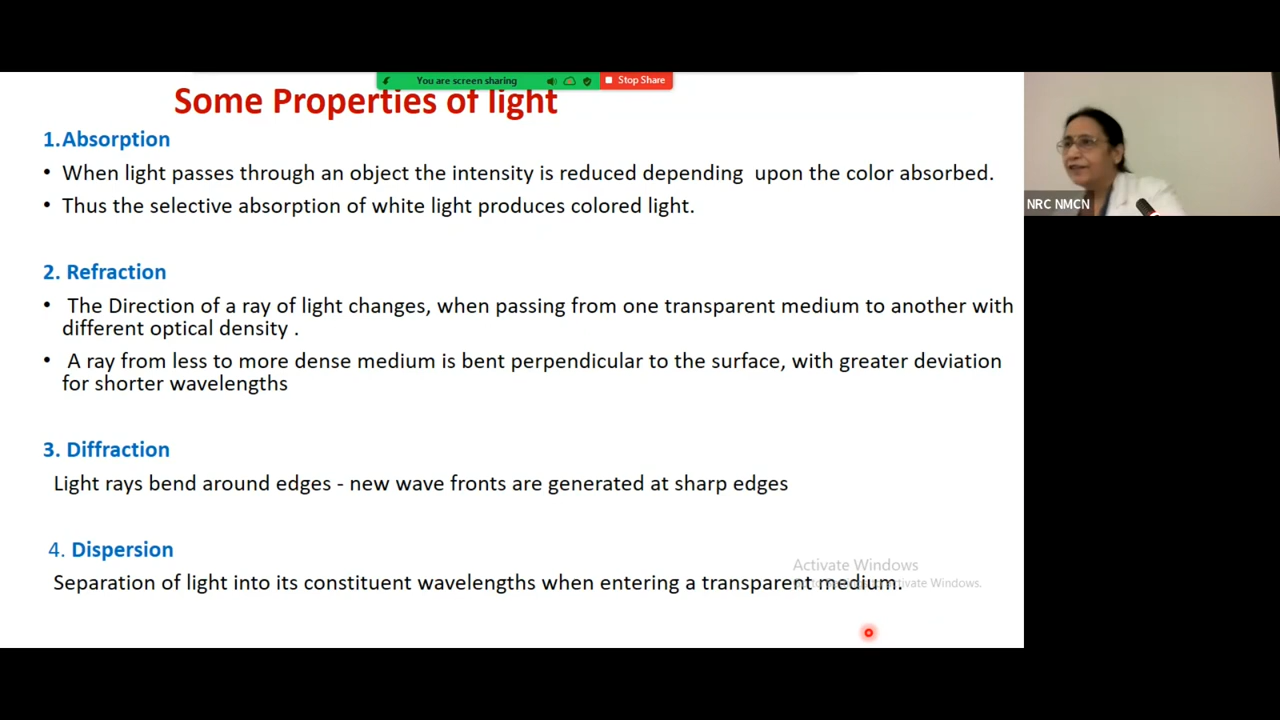 You are screen sharing
Stop Share
Some Properties of light
1.Absorption
• When light passes through an object the intensity is reduced depending upon the color absorbed.
• Thus the selective absorption of white light produces colored light.
2. Refraction
• The Direction of a ray of light changes, when passing from one transparent medium to another with
different optical density .
• A ray from less to more dense medium is bent perpendicular to the surface, with greater deviation
for shorter wavelengths
3. Diffraction
Light rays bend around edges - new wave fronts are generated at sharp edges
4. Dispersion
Separation of light into its constituent wavelengths when entering a transparent medium.
Activate Windows
Windows.
NRC NMCN